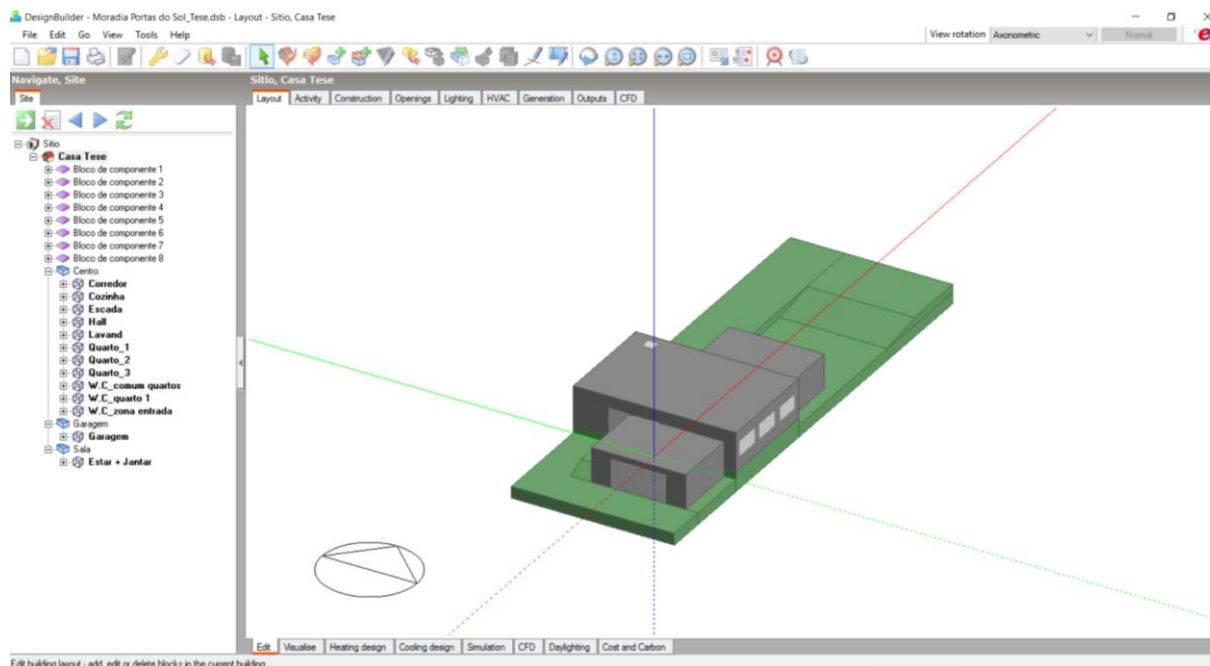 DesignBuilder - Moradia Portas do Sol_Tese.dsb - Layout - Sitio, Casa Tese
File Edit Go View Tools Help
View rotation Axonometric Normal
Navigate, Site
Sitio, Casa Tese
Site
Layout Activity Construction Openings Lighting HVAC Generation Outputs CFD
Sitio
Casa Tese
Bloco de componente 1
Bloco de componente 2
Bloco de componente 3
Bloco de componente 4
Bloco de componente 5
Bloco de componente 6
Bloco de componente 7
Bloco de componente 8
Centro
Corredor
Cozinha
Escada
Hall
Lavand
Quarto_1
Quarto_2
Quarto_3
W.C_comum quartos
W.C_quarto 1
W.C_zona entrada
Garagem
Garagem
Sala
Estar + Jantar
Edit Visualise Heating design Cooling design Simulation CFD Daylighting Cost and Carbon
Edit building layout - add, edit or delete blocks in the current building.